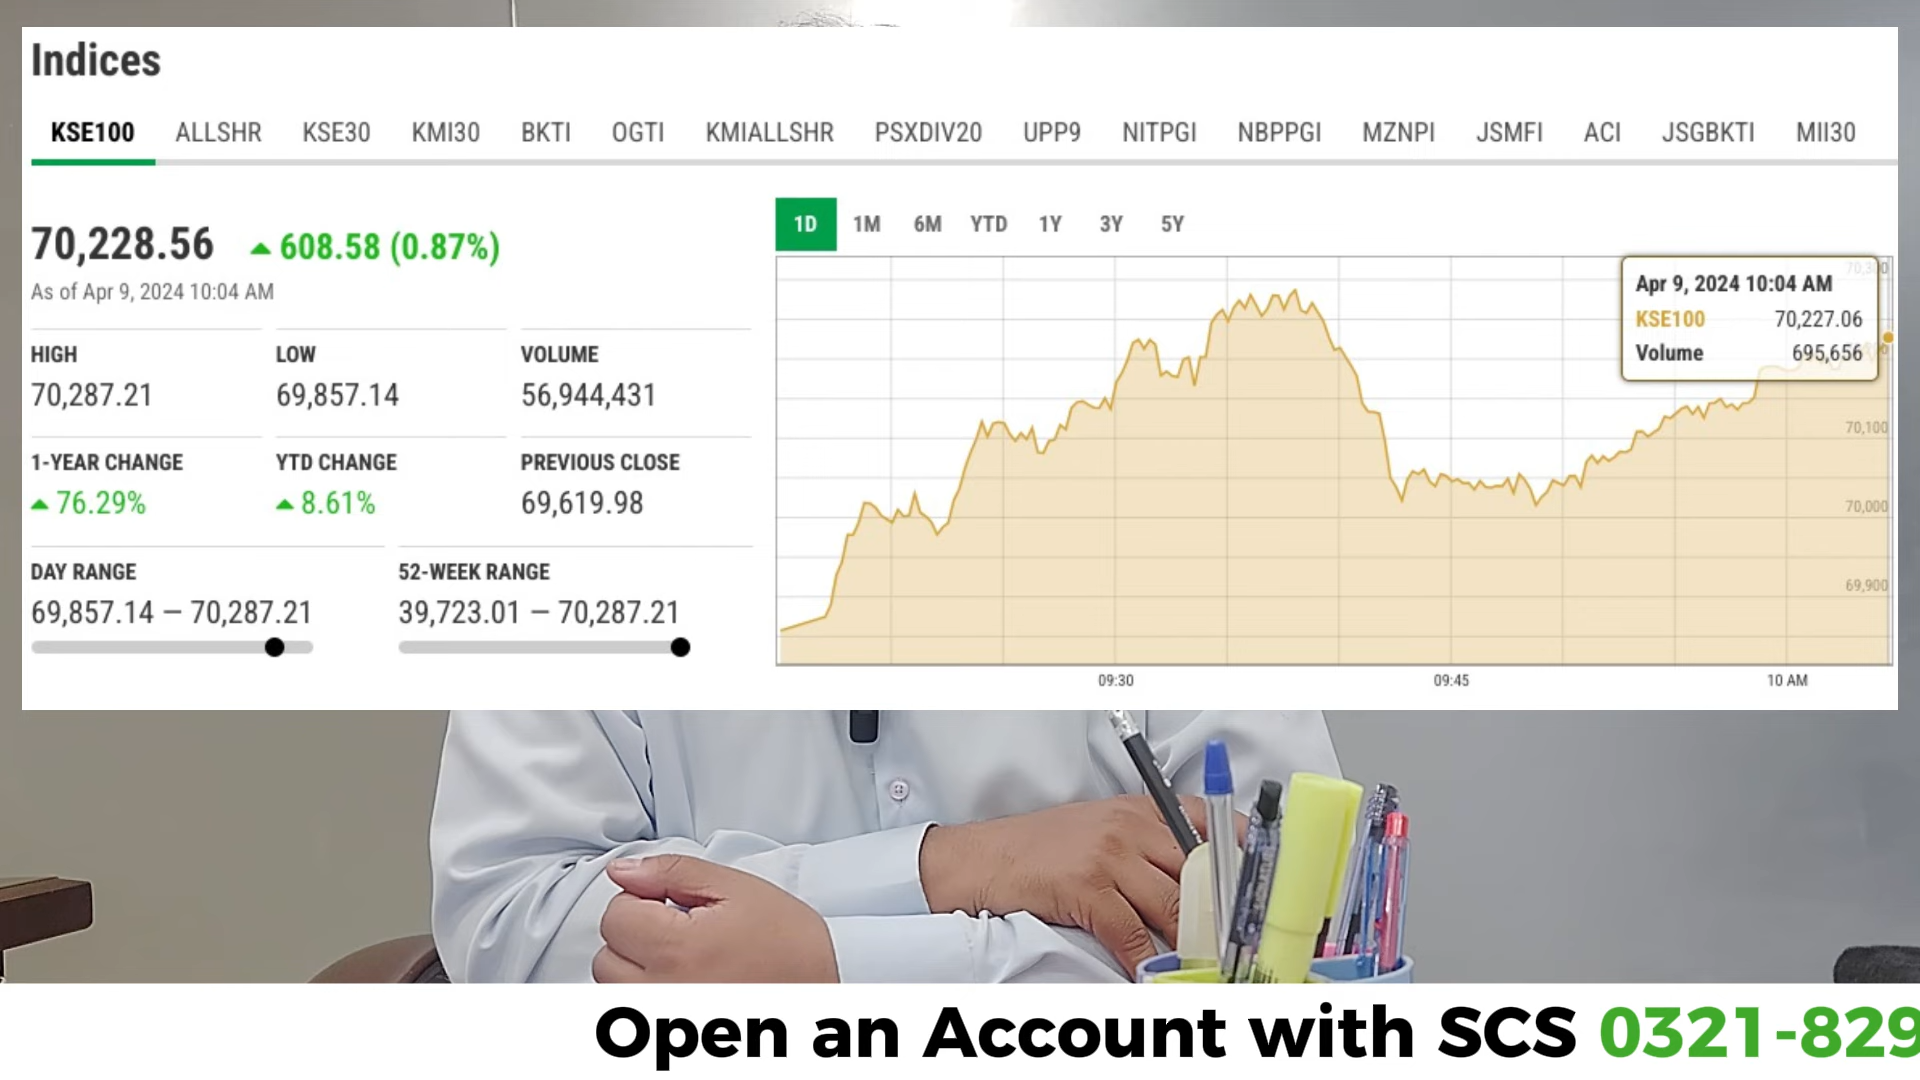 Indices
KSE100 ALLSHR KSE30 KMI30 BKTI OGTI KMIALLSHR PSXDIV20 UPP9 NITPGI NBPPGI MZNPI JSMFI ACI JSGBKTI MII30
70,228.56 608.58 (0.87%)
As of Apr 9, 2024 10:04 AM
HIGH LOW VOLUME
70,287.21 69,857.14 56,944,431
1-YEAR CHANGE YTD CHANGE PREVIOUS CLOSE
76.29% 8.61% 69,619.98
DAY RANGE 52-WEEK RANGE
69,857.14 — 70,287.21 39,723.01 — 70,287.21
1D 1M 6M YTD 1Y 3Y 5Y
Apr 9, 2024 10:04 AM
KSE100 70,227.06
Volume 695,656
70,300
70,100
70,000
69,900
09:30 09:45 10 AM
Open an Account with SCS 0321-829